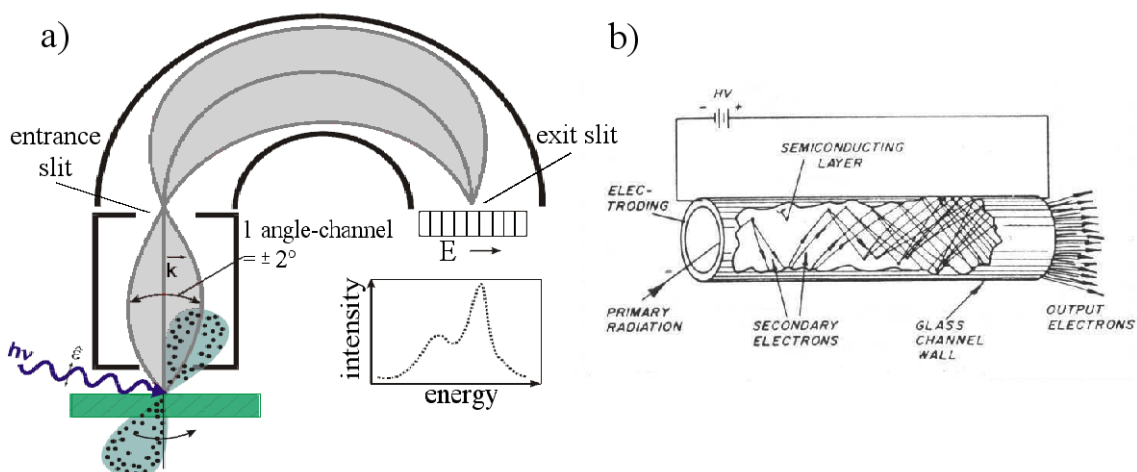 a)
entrance
slit
exit slit
1 angle-channel
= ± 2°
k
E
hν
ε
intensity
energy
b)
HV
- +
SEMICONDUCTING
LAYER
ELEC-
TRODING
-
PRIMARY
RADIATION
SECONDARY
ELECTRONS
GLASS
CHANNEL
WALL
OUTPUT
ELECTRONS